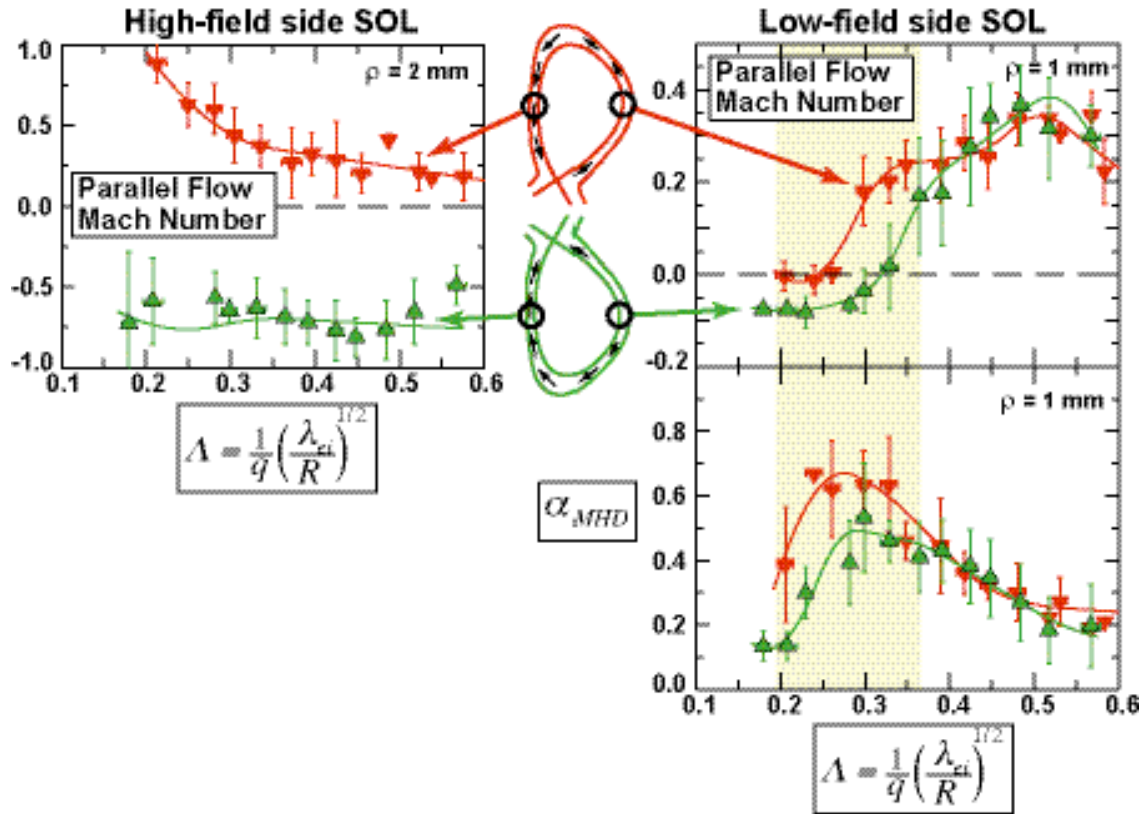 High-field side SOL
1.0
0.5
0.0
-0.5
-1.0
ρ = 2 mm
Parallel Flow
Mach Number
0.1 0.2 0.3 0.4 0.5 0.6
Λ = 1/q (λei/R)^1/2
Low-field side SOL
0.4
0.2
0.0
-0.2
Parallel Flow
Mach Number
ρ = 1 mm
αMHD
0.8
0.6
0.4
0.2
0.0
ρ = 1 mm
0.1 0.2 0.3 0.4 0.5 0.6
Λ = 1/q (λei/R)^1/2